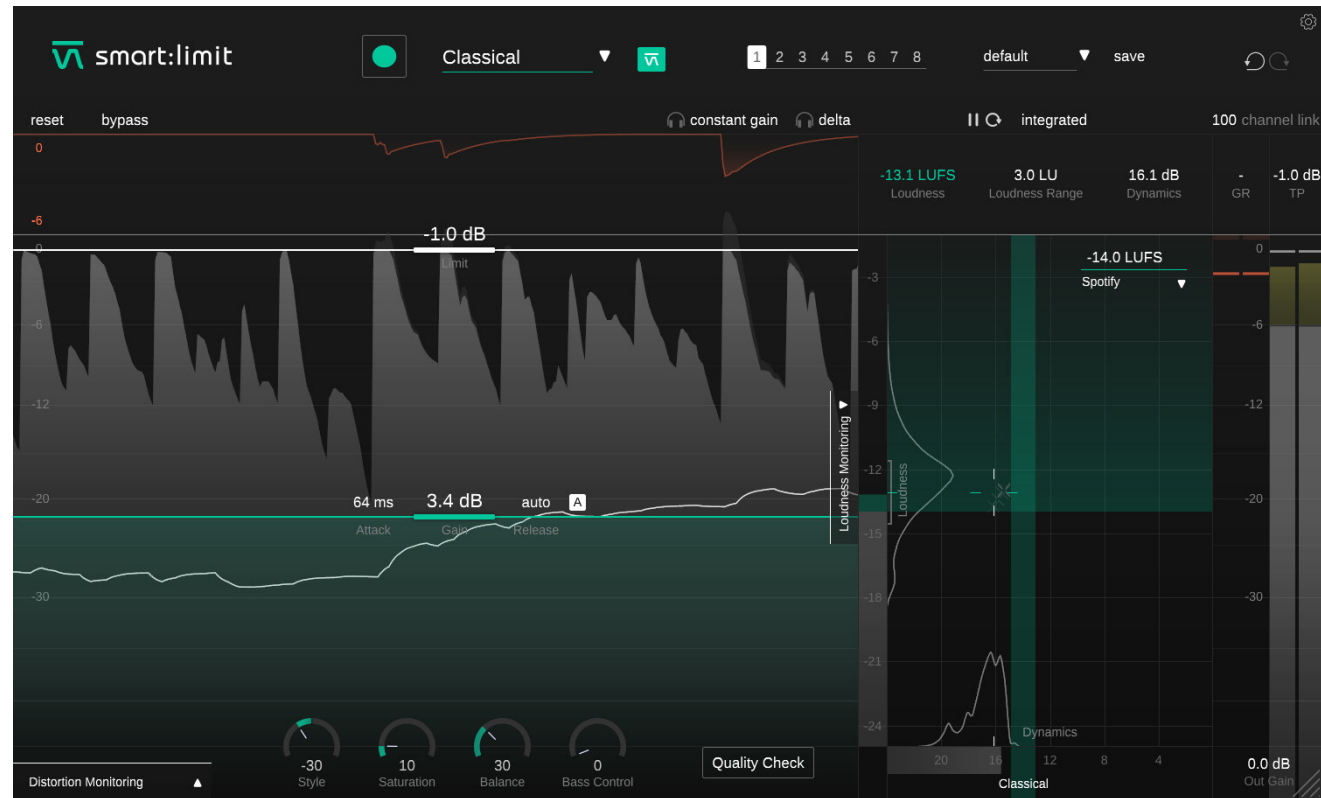 smart:limit
Classical
1 2 3 4 5 6 7 8
default
save
reset
bypass
constant gain
delta
integrated
100 channel link
0
-6
-1.0 dB
Limit
0
-6
-12
-20
-30
64 ms
3.4 dB
auto
A
Attack
Gain
Release
Loudness Monitoring
-13.1 LUFS
Loudness
3.0 LU
Loudness Range
16.1 dB
Dynamics
-
GR
-1.0 dB
TP
-14.0 LUFS
Spotify
-3
-6
-9
-12
-15
-18
-21
-24
Loudness
Dynamics
20 16 12 8 4
Classical
0
-6
-12
-20
-30
0.0 dB
Out Gain
-30
Style
10
Saturation
30
Balance
0
Bass Control
Quality Check
Distortion Monitoring